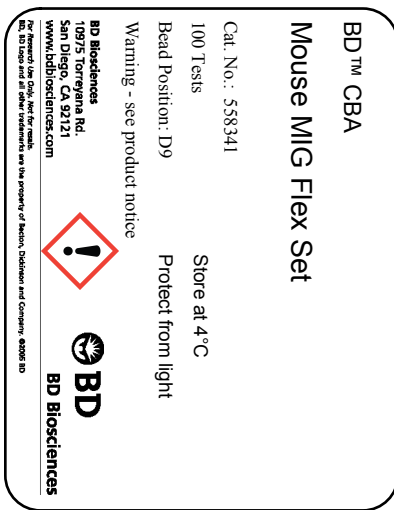 BD™ CBA
Mouse MIG Flex Set
Cat. No.: 558341
100 Tests
Store at 4°C
Bead Position: D9
Protect from light
Warning - see product notice
BD Biosciences
10975 Torreyana Rd.
San Diego, CA 92121
www.bdbiosciences.com
BD
BD Biosciences
For Research Use Only. Not for resale.
BD, BD Logo and all other trademarks are the property of Becton, Dickinson and Company. ©2005 BD